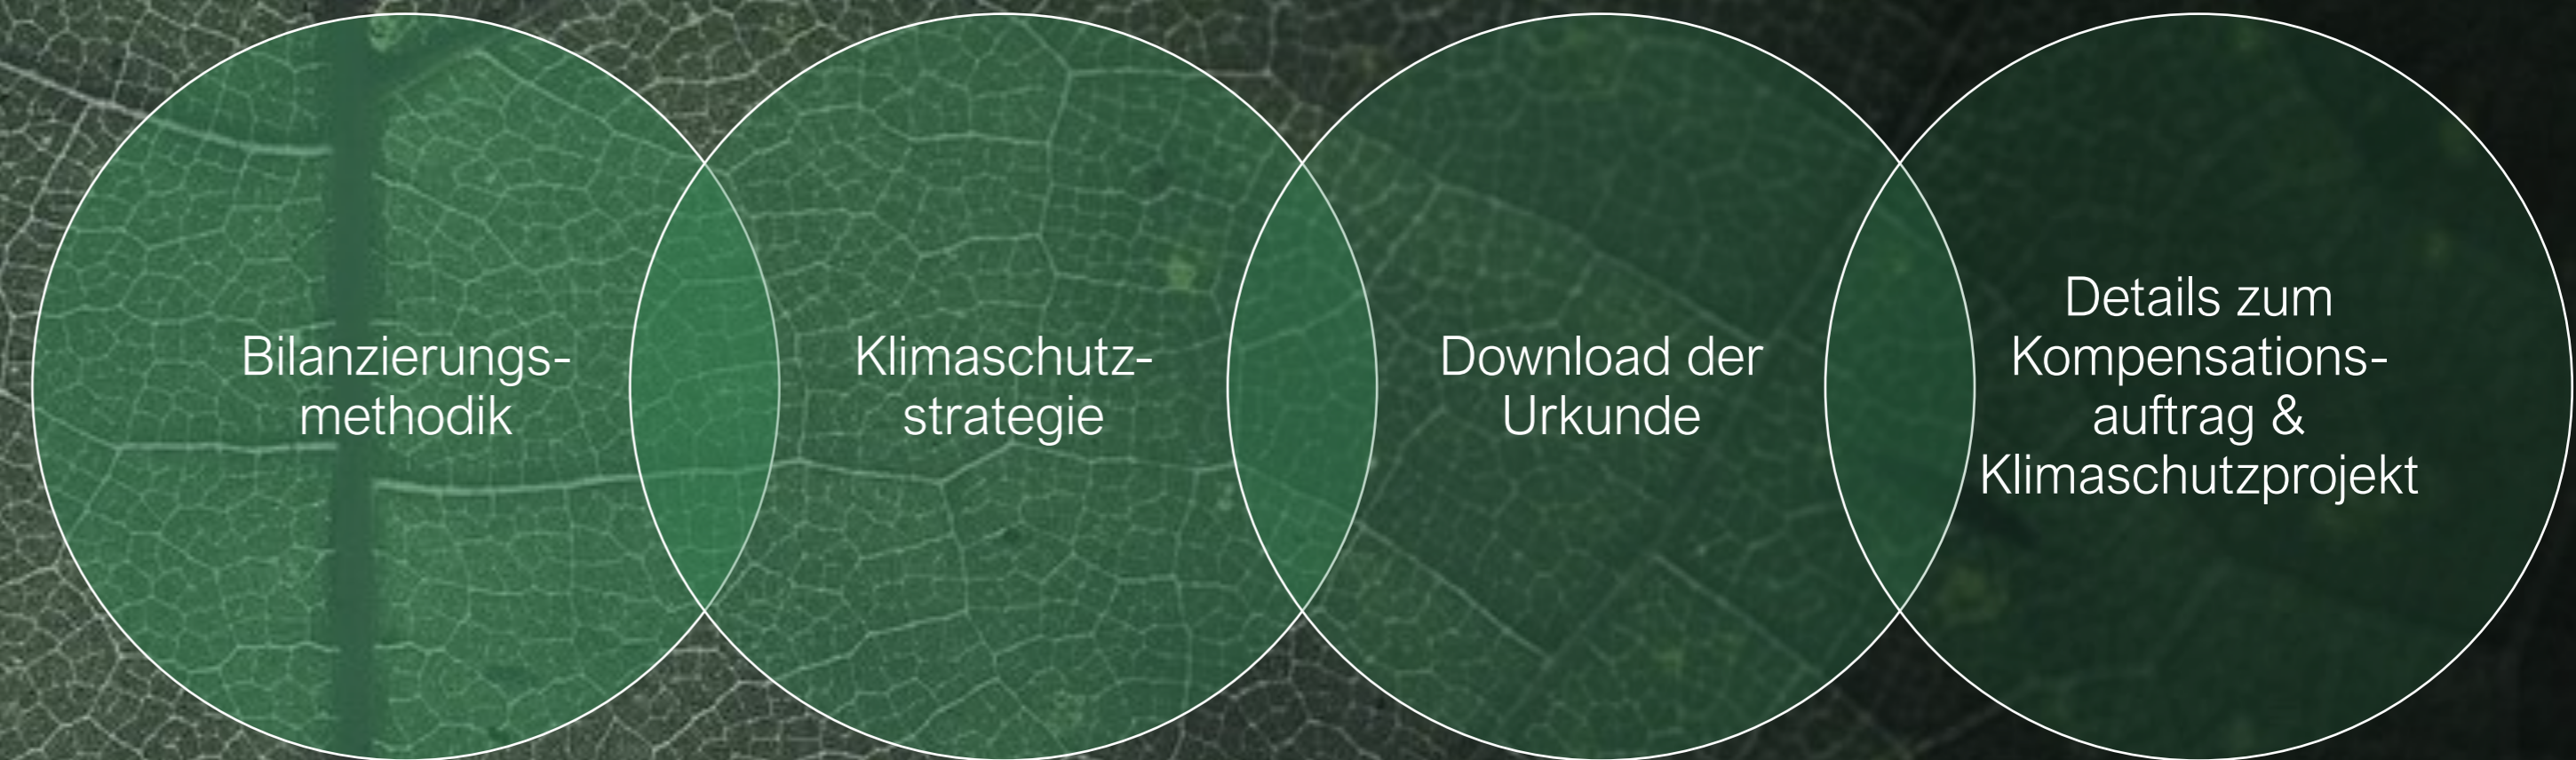 Bilanzierungs-
methodik
Klimaschutz-
strategie
Download der
Urkunde
Details zum
Kompensations-
auftrag &
Klimaschutzprojekt